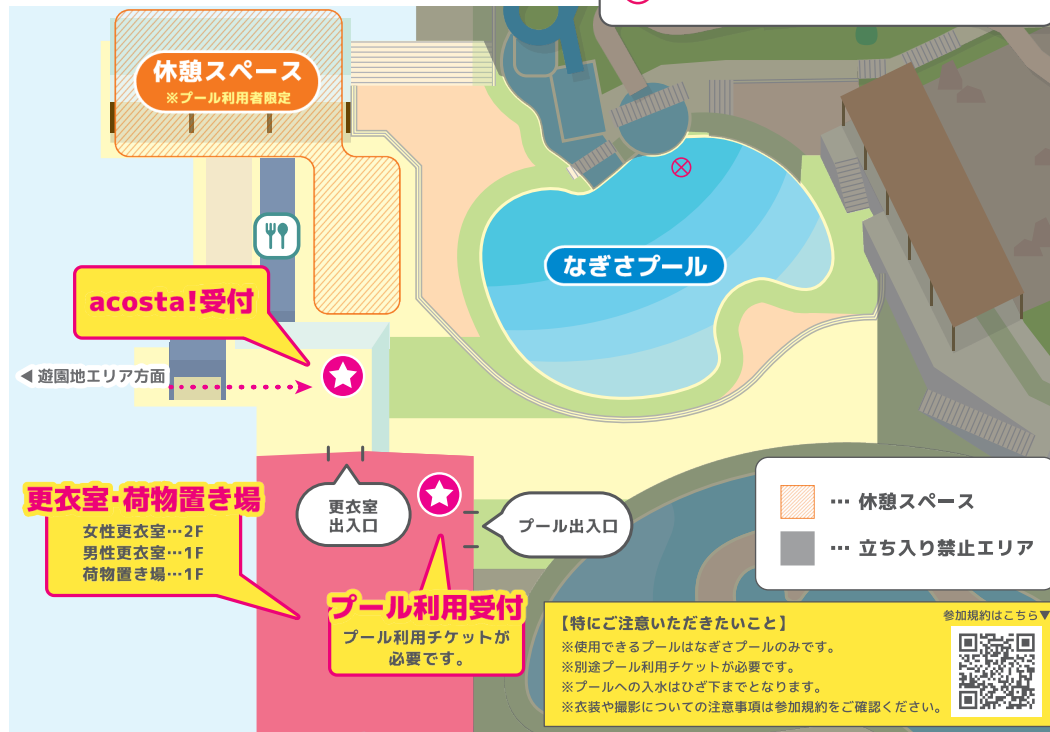 休憩スペース
※プール利用者限定
なぎさプール
acosta!受付
◀遊園地エリア方面
更衣室・荷物置き場
女性更衣室…2F
男性更衣室…1F
荷物置き場…1F
更衣室
出入口
プール出入口
プール利用受付
プール利用チケットが
必要です。
… 休憩スペース
… 立ち入り禁止エリア
参加規約はこちら▼
【特にご注意いただきたいこと】
※使用できるプールはなぎさプールのみです。
※別途プール利用チケットが必要です。
※プールへの入水はひざ下までとなります。
※衣装や撮影についての注意事項は参加規約をご確認ください。